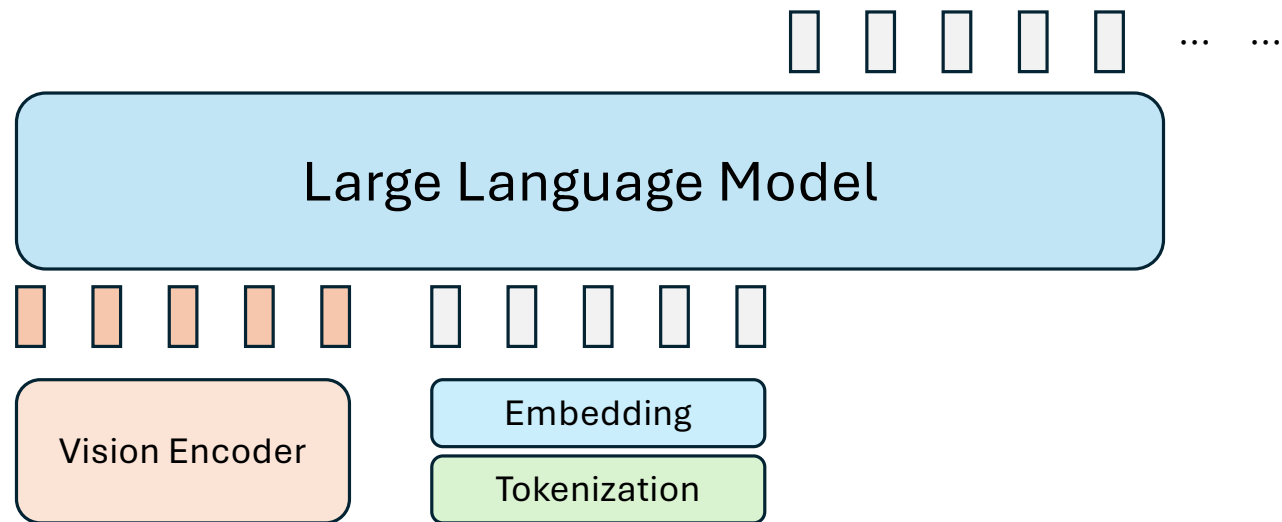 ... ...
Large Language Model
Vision Encoder
Embedding
Tokenization